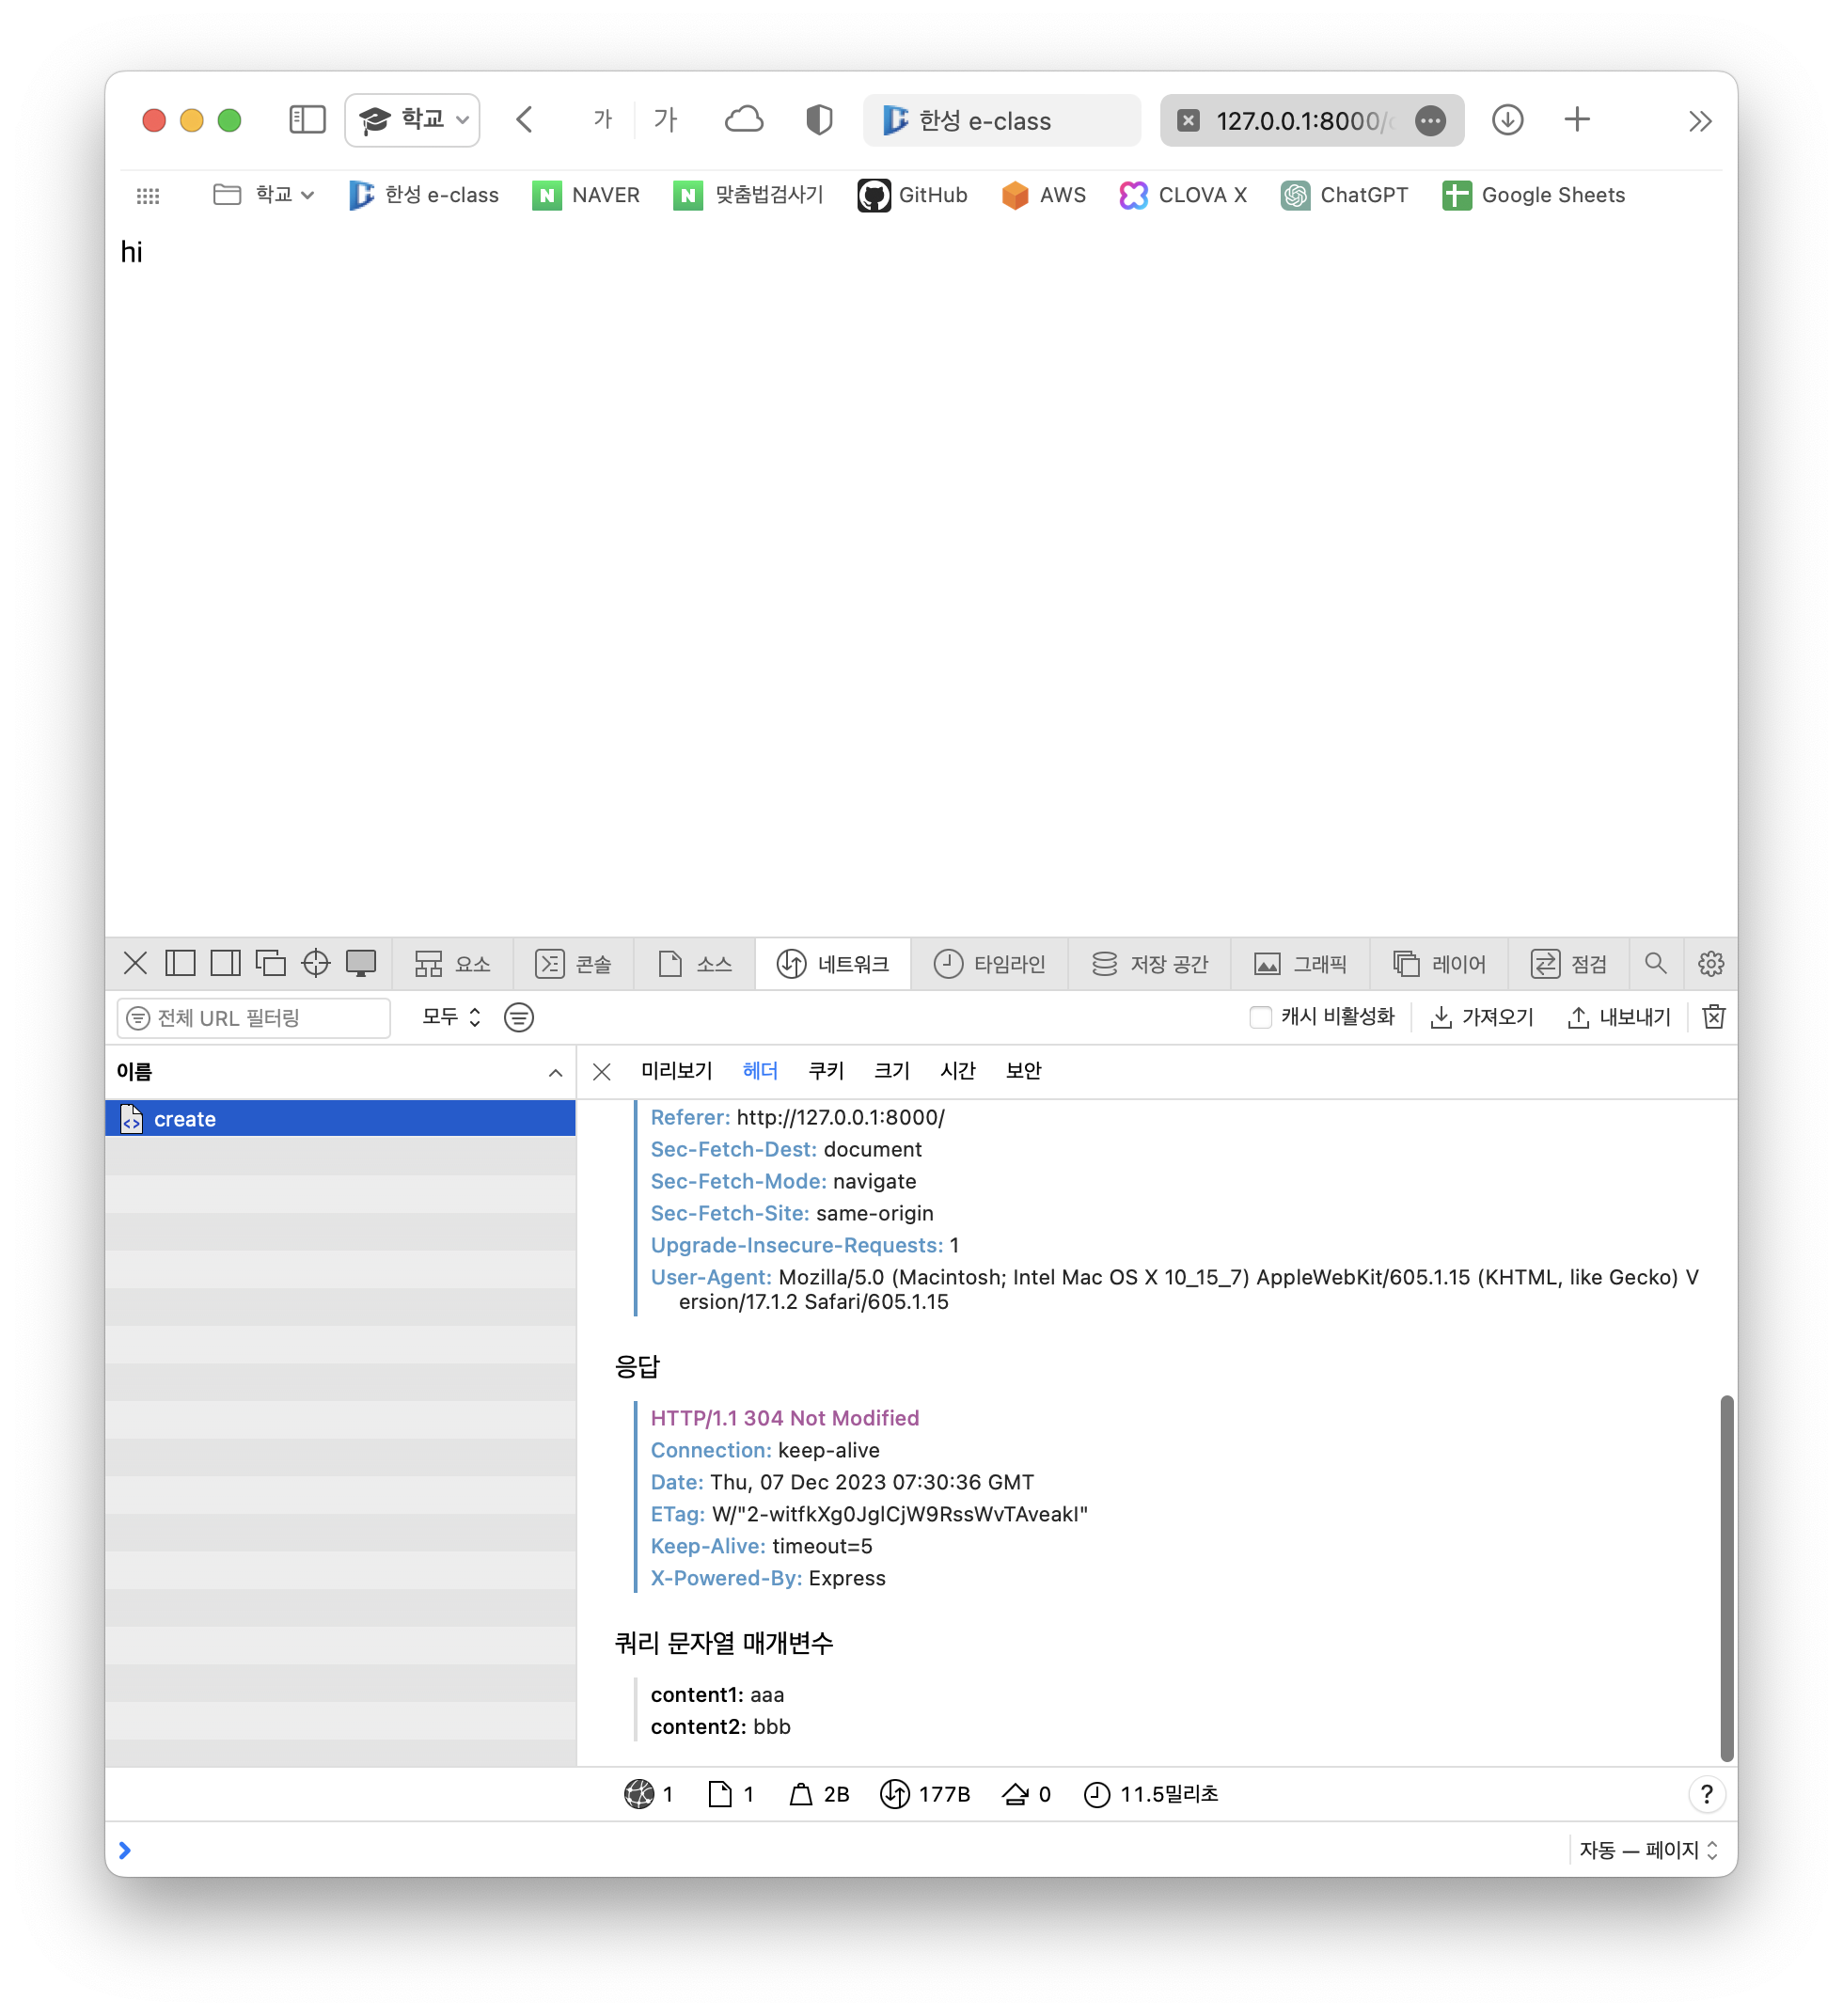 학교
가 가
한성 e-class
127.0.0.1:8000/
학교 한성 e-class NAVER 맞춤법검사기 GitHub AWS CLOVA X ChatGPT Google Sheets
hi
요소 콘솔 소스 네트워크 타임라인 저장 공간 그래픽 레이어 점검
전체 URL 필터링 모두 캐시 비활성화 가져오기 내보내기
이름
create
미리보기 헤더 쿠키 크기 시간 보안
Referer: http://127.0.0.1:8000/
Sec-Fetch-Dest: document
Sec-Fetch-Mode: navigate
Sec-Fetch-Site: same-origin
Upgrade-Insecure-Requests: 1
User-Agent: Mozilla/5.0 (Macintosh; Intel Mac OS X 10_15_7) AppleWebKit/605.1.15 (KHTML, like Gecko) V
ersion/17.1.2 Safari/605.1.15
응답
HTTP/1.1 304 Not Modified
Connection: keep-alive
Date: Thu, 07 Dec 2023 07:30:36 GMT
ETag: W/"2-witfkXg0JglCjW9RssWvTAveakI"
Keep-Alive: timeout=5
X-Powered-By: Express
쿼리 문자열 매개변수
content1: aaa
content2: bbb
1 1 2B 177B 0 11.5밀리초 ?
자동 — 페이지